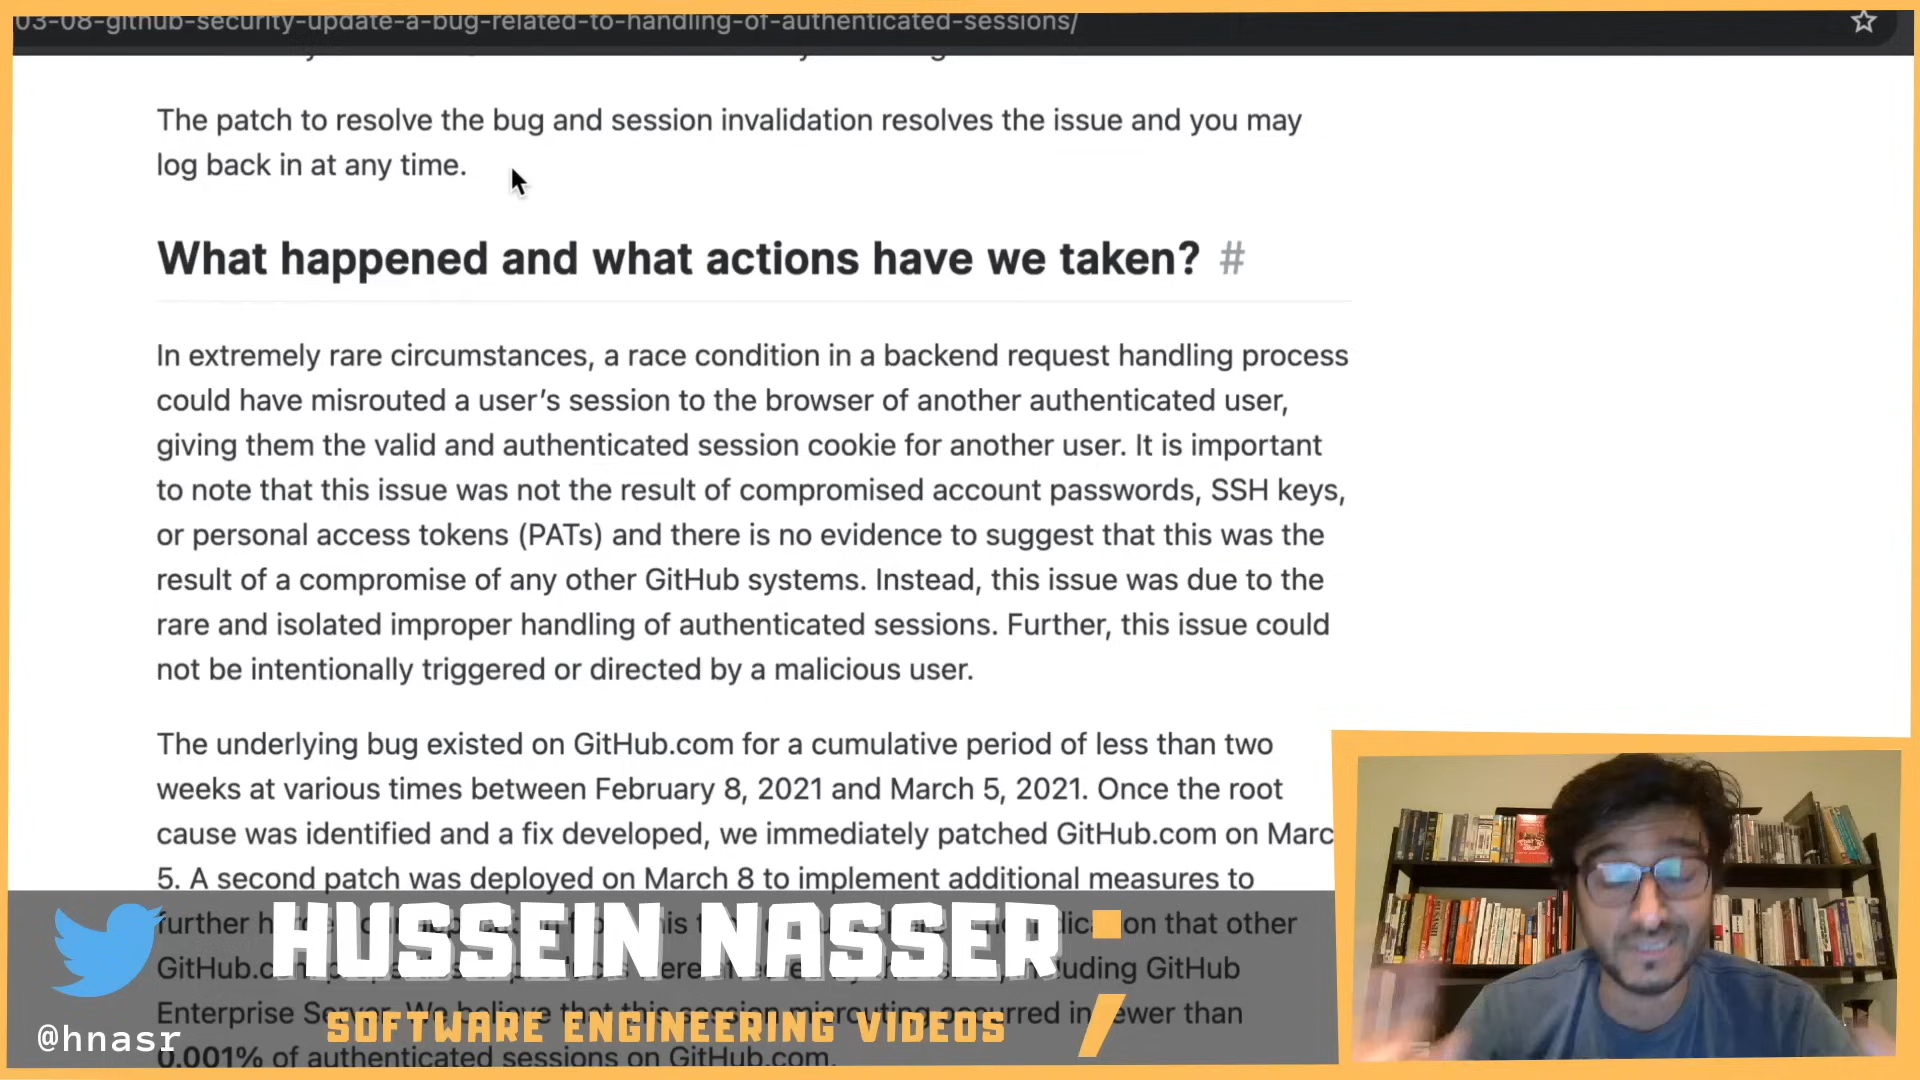 03-08-github-security-update-a-bug-related-to-handling-of-authenticated-sessions/
The patch to resolve the bug and session invalidation resolves the issue and you may
log back in at any time.
What happened and what actions have we taken? #
In extremely rare circumstances, a race condition in a backend request handling process
could have misrouted a user’s session to the browser of another authenticated user,
giving them the valid and authenticated session cookie for another user. It is important
to note that this issue was not the result of compromised account passwords, SSH keys,
or personal access tokens (PATs) and there is no evidence to suggest that this was the
result of a compromise of any other GitHub systems. Instead, this issue was due to the
rare and isolated improper handling of authenticated sessions. Further, this issue could
not be intentionally triggered or directed by a malicious user.
The underlying bug existed on GitHub.com for a cumulative period of less than two
weeks at various times between February 8, 2021 and March 5, 2021. Once the root
cause was identified and a fix developed, we immediately patched GitHub.com on Marc
5. A second patch was deployed on March 8 to implement additional measures to
further that other
GitHub
Enterprise We believe that this session misrouting than
0.001% of authenticated sessions on GitHub.com.
HUSSEIN NASSER ;
SOFTWARE ENGINEERING VIDEOS
@hnasr